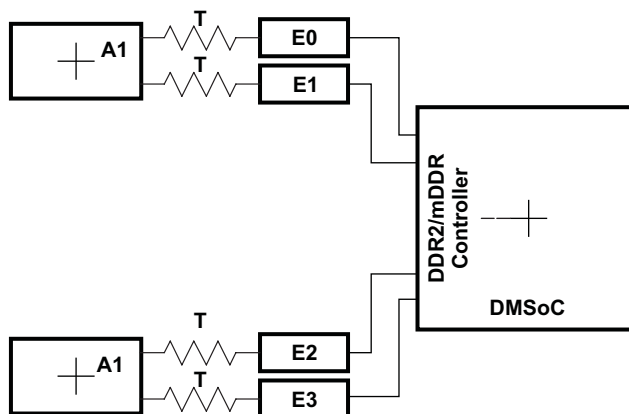 T
A1
E0
T
E1
DDR2/mDDR
Controller
DMSoC
T
A1
E2
T
E3